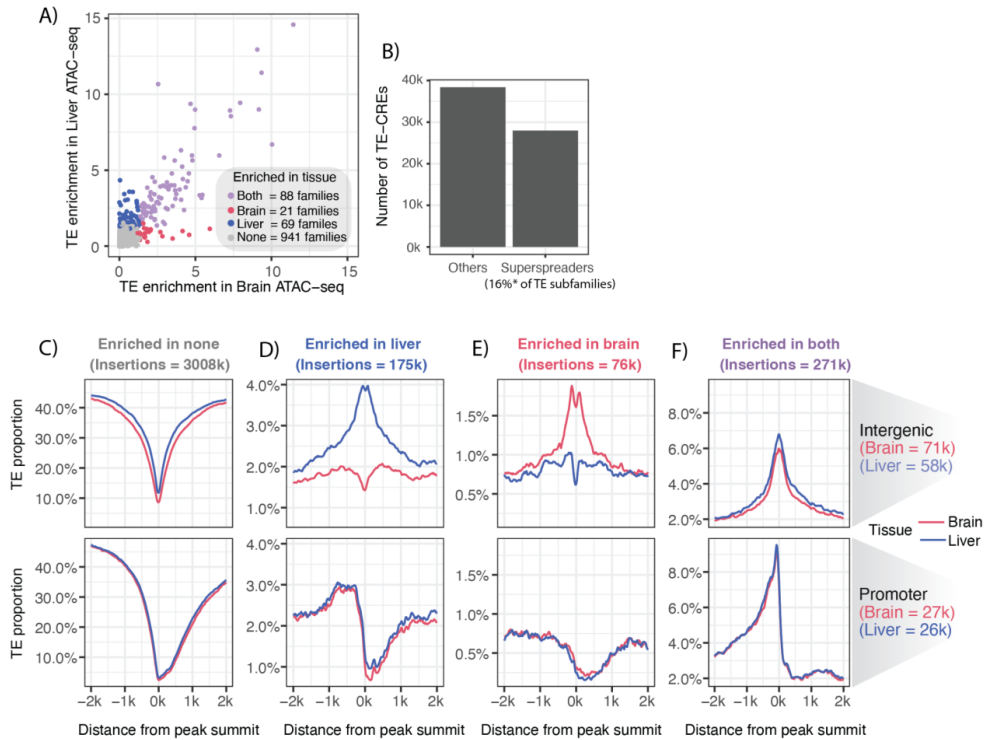 A)
15
10
5
0
TE enrichment in Liver ATAC−seq
Enriched in tissue
Both = 88 families
Brain = 21 families
Liver = 69 familes
None = 941 families
0 5 10 15
TE enrichment in Brain ATAC−seq
B)
40k
30k
20k
10k
0k
Number of TE−CREs
Others Superspreaders
(16%* of TE subfamilies)
C) Enriched in none
(Insertions = 3008k)
D) Enriched in liver
(Insertions = 175k)
E) Enriched in brain
(Insertions = 76k)
F) Enriched in both
(Insertions = 271k)
TE proportion
40.0%
30.0%
20.0%
10.0%
4.0%
3.0%
2.0%
1.0%
1.5%
1.0%
0.5%
8.0%
6.0%
4.0%
2.0%
Intergenic
(Brain = 71k)
(Liver = 58k)
Tissue
Brain
Liver
TE proportion
40.0%
30.0%
20.0%
10.0%
4.0%
3.0%
2.0%
1.0%
1.5%
1.0%
0.5%
8.0%
6.0%
4.0%
2.0%
Promoter
(Brain = 27k)
(Liver = 26k)
−2k −1k 0k 1k 2k
−2k −1k 0k 1k 2k
−2k −1k 0k 1k 2k
−2k −1k 0k 1k 2k
Distance from peak summit
Distance from peak summit
Distance from peak summit
Distance from peak summit